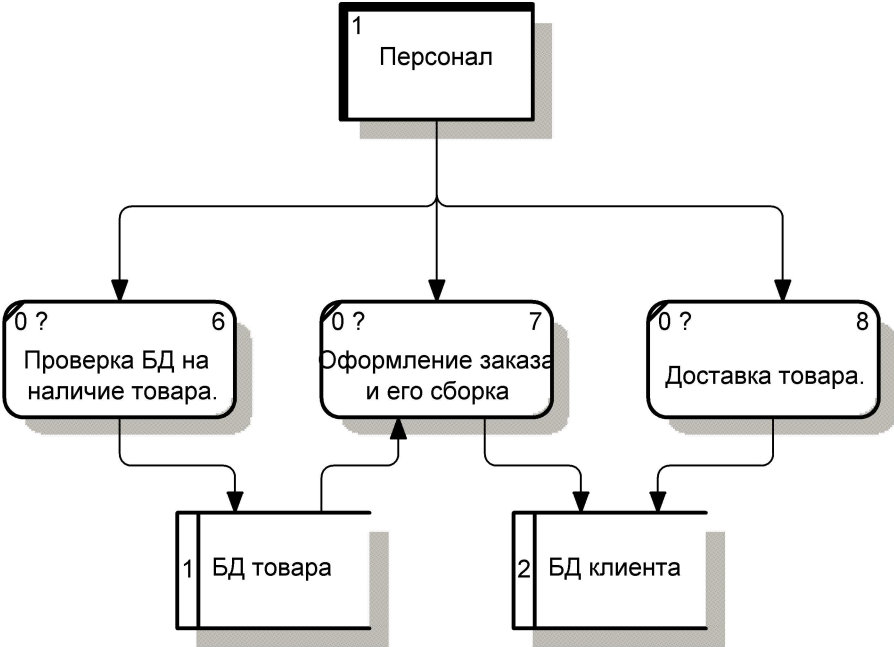 1
Персонал
0 ? 6
Проверка БД на
наличие товара.
0 ? 7
Оформление заказа
и его сборка
0 ? 8
Доставка товара.
1 БД товара
2 БД клиента